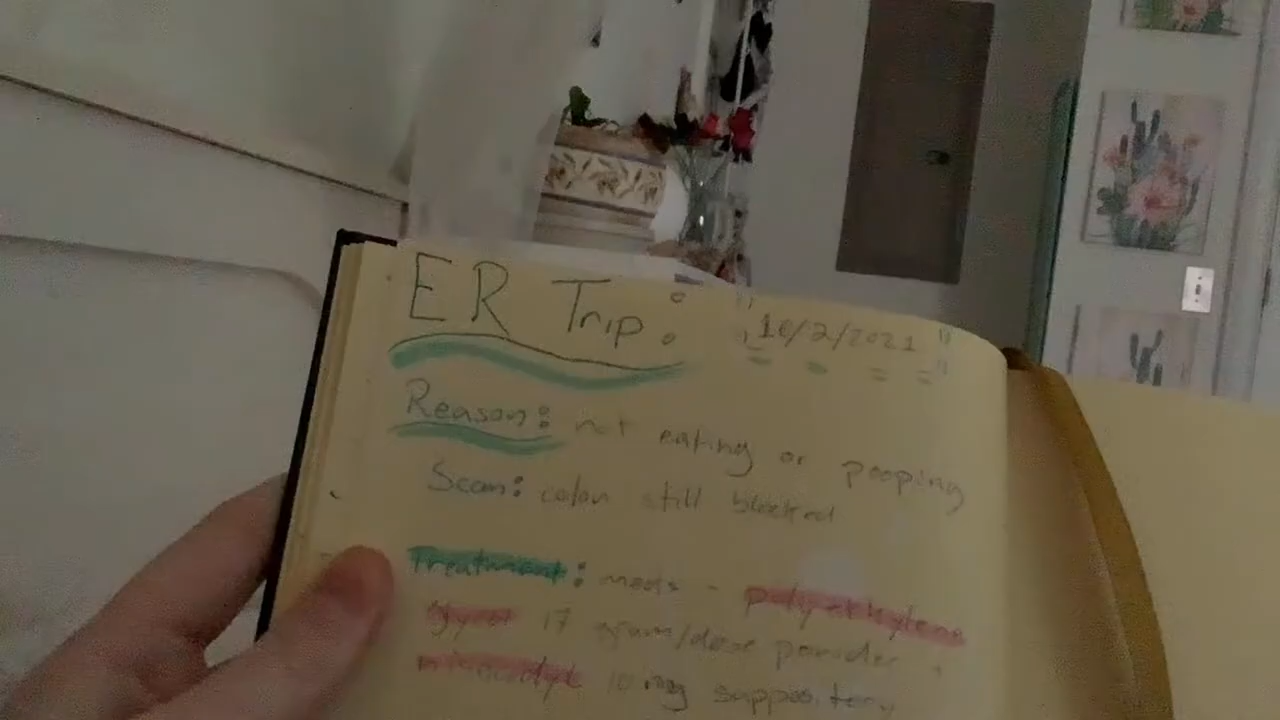 ER Trip: "10/2/2021"
Reason: not eating or pooping
Scan: colon still blocked
Treatment: meds - polyethylene
glycol 17 gram/dose powder +
10 mg suppository